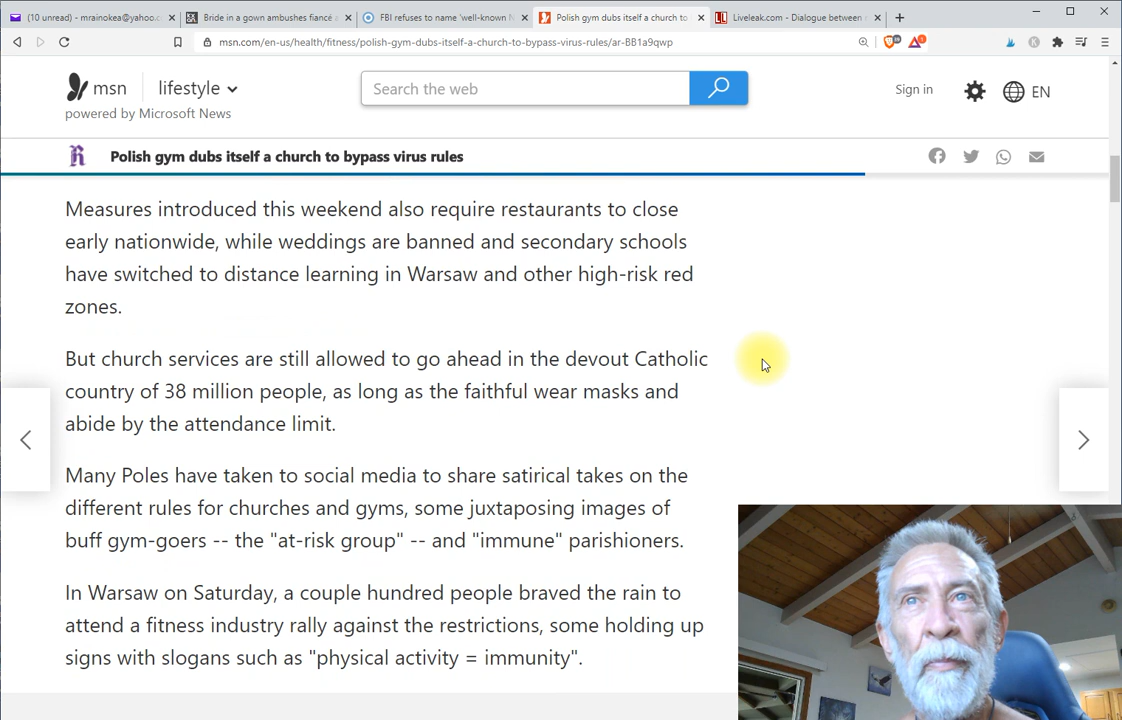 (10 unread) - mrainokea@yahoo.c
Bride in a gown ambushes fiancé a
FBI refuses to name 'well-known N
Polish gym dubs itself a church to
Liveleak.com - Dialogue between
msn.com/en-us/health/fitness/polish-gym-dubs-itself-a-church-to-bypass-virus-rules/ar-BB1a9qwp
msn
lifestyle
Search the web
Sign in
EN
powered by Microsoft News
Polish gym dubs itself a church to bypass virus rules
Measures introduced this weekend also require restaurants to close
early nationwide, while weddings are banned and secondary schools
have switched to distance learning in Warsaw and other high-risk red
zones.
But church services are still allowed to go ahead in the devout Catholic
country of 38 million people, as long as the faithful wear masks and
abide by the attendance limit.
Many Poles have taken to social media to share satirical takes on the
different rules for churches and gyms, some juxtaposing images of
buff gym-goers -- the "at-risk group" -- and "immune" parishioners.
In Warsaw on Saturday, a couple hundred people braved the rain to
attend a fitness industry rally against the restrictions, some holding up
signs with slogans such as "physical activity = immunity".